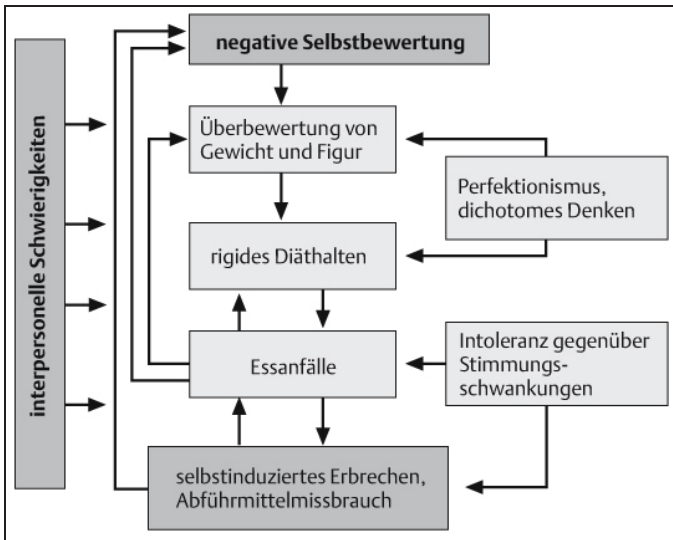 negative Selbstbewertung
interpersonelle Schwierigkeiten
Überbewertung von
Gewicht und Figur
Perfektionismus,
dichotomes Denken
rigides Diäthalten
Intoleranz gegenüber
Stimmungs-
schwankungen
Essanfälle
selbstinduziertes Erbrechen,
Abführmittelmissbrauch